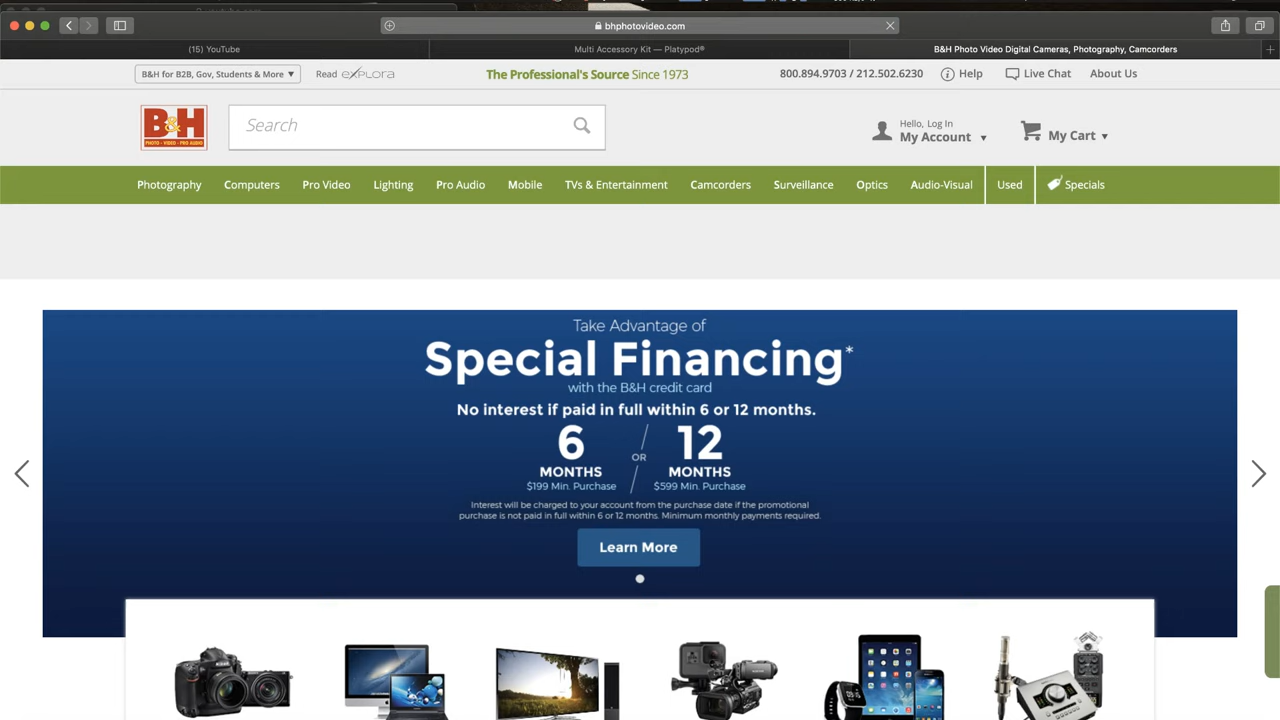 bhphotovideo.com
(15) YouTube
Multi Accessory Kit — Platypod®
B&H Photo Video Digital Cameras, Photography, Camcorders
B&H for B2B, Gov, Students & More ▼
Read eXPLORA
The Professional's Source Since 1973
800.894.9703 / 212.502.6230
Help
Live Chat
About Us
B&H
PHOTO · VIDEO · PRO AUDIO
Search
Hello, Log In
My Account ▼
My Cart ▼
Photography
Computers
Pro Video
Lighting
Pro Audio
Mobile
TVs & Entertainment
Camcorders
Surveillance
Optics
Audio-Visual
Used
Specials
Take Advantage of
Special Financing*
with the B&H credit card
No interest if paid in full within 6 or 12 months.
6
MONTHS
$199 Min. Purchase
OR
12
MONTHS
$599 Min. Purchase
Interest will be charged to your account from the purchase date if the promotional
purchase is not paid in full within 6 or 12 months. Minimum monthly payments required.
Learn More